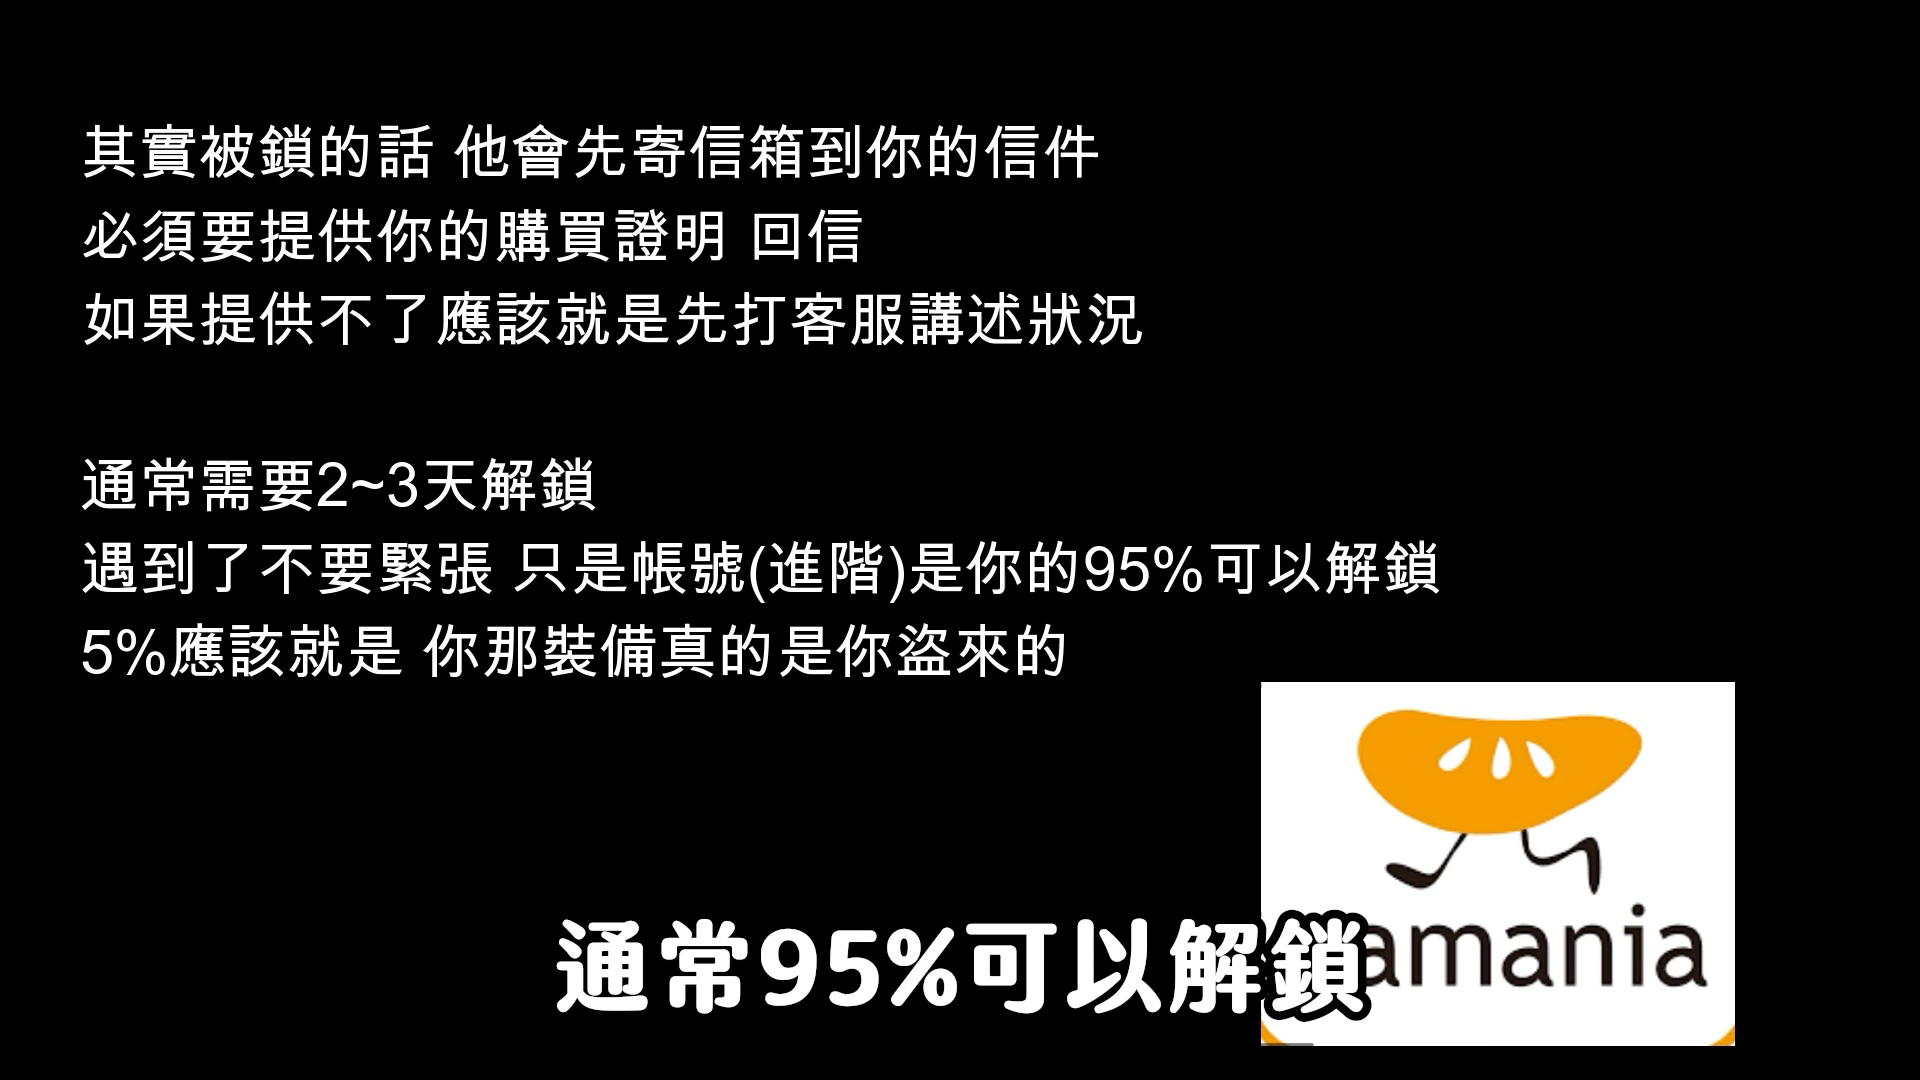 其實被鎖的話 他會先寄信箱到你的信件
必須要提供你的購買證明 回信
如果提供不了應該就是先打客服講述狀況
通常需要2~3天解鎖
遇到了不要緊張 只是帳號(進階)是你的95%可以解鎖
5%應該就是 你那裝備真的是你盜來的
通常95%可以解鎖
amania